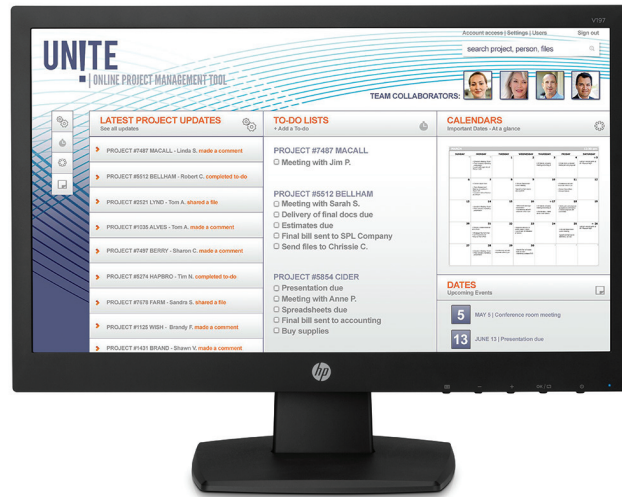 V197
Account access | Settings | Users
Sign out
UN!TE
ONLINE PROJECT MANAGEMENT TOOL
search project, person, files
TEAM COLLABORATORS:
LATEST PROJECT UPDATES
See all updates
PROJECT #7487 MACALL - Linda S. made a comment
PROJECT #5512 BELLHAM - Robert C. completed to-do
PROJECT #2521 LYND - Tom A. shared a file
PROJECT #1035 ALVES - Tom A. made a comment
PROJECT #7497 BERRY - Sharon C. made a comment
PROJECT #6274 HAPBRO - Tim N. completed to-do
PROJECT #7878 FARM - Sandra S. shared a file
PROJECT #1125 WISH - Brandy F. made a comment
PROJECT #1431 BRAND - Shawn V. made a comment
TO-DO LISTS
+ Add a To-do
PROJECT #7487 MACALL
Meeting with Jim P.
PROJECT #5512 BELLHAM
Meeting with Sarah S.
Delivery of final docs due
Estimates due
Final bill sent to SPL Company
Send files to Chrissie C.
PROJECT #5854 CIDER
Presentation due
Meeting with Anne P.
Spreadsheets due
Final bill sent to accounting
Buy supplies
CALENDARS
Important Dates - At a glance
DATES
Upcoming Events
5 MAY 5 | Conference room meeting
13 JUNE 13 | Presentation due
hp